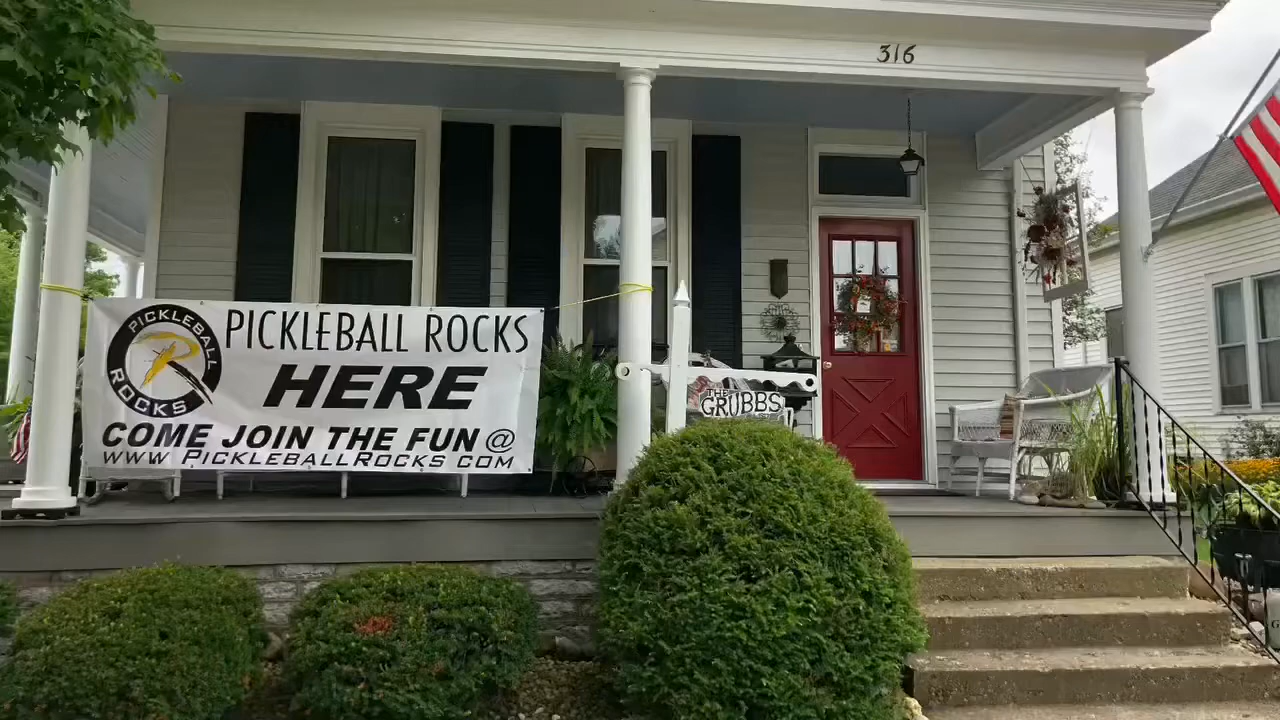 316
PICKLEBALL
ROCKS
PICKLEBALL ROCKS
HERE
COME JOIN THE FUN @
WWW.PICKLEBALLROCKS.COM
THE
GRUBBS